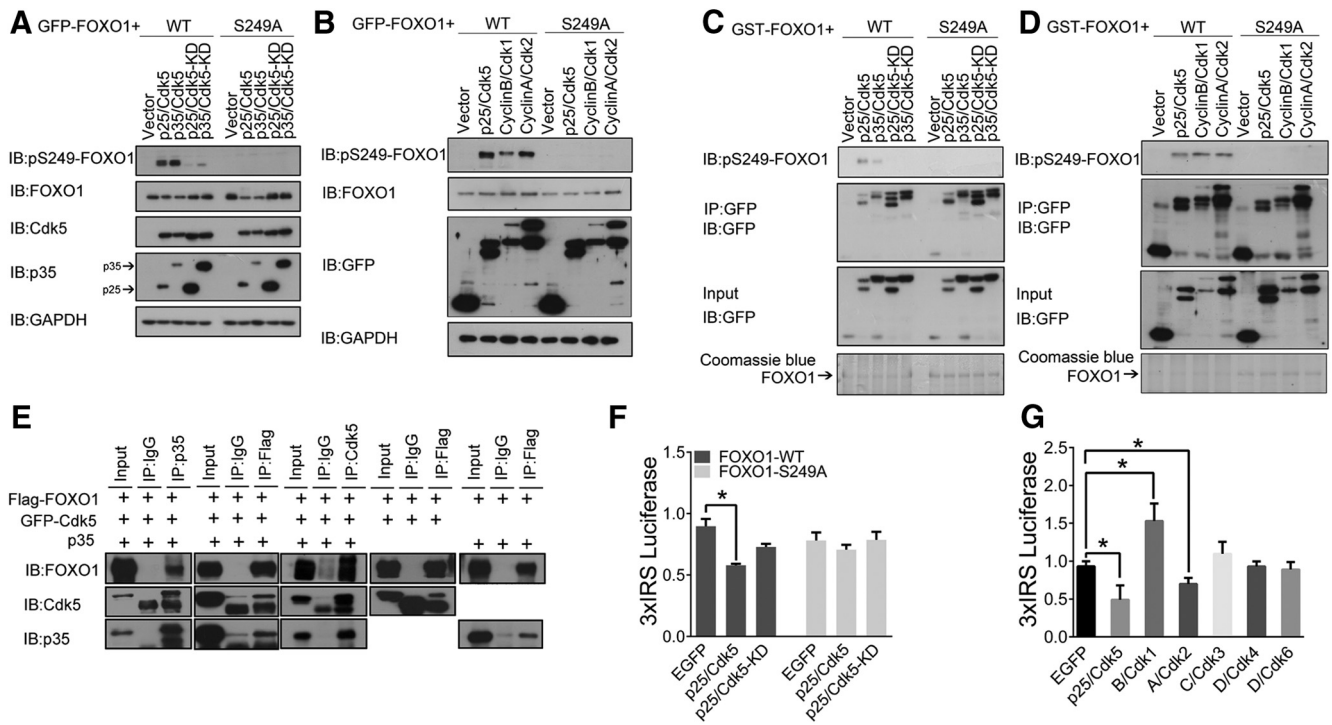 A
GFP-FOXO1+
WT
S249A
Vector
p25/Cdk5
p35/Cdk5
p25/Cdk5-KD
p35/Cdk5-KD
Vector
p25/Cdk5
p35/Cdk5
p25/Cdk5-KD
p35/Cdk5-KD
IB:pS249-FOXO1
IB:FOXO1
IB:Cdk5
IB:p35
p35→
p25→
IB:GAPDH
B
GFP-FOXO1+
WT
S249A
Vector
p25/Cdk5
CyclinB/Cdk1
CyclinA/Cdk2
Vector
p25/Cdk5
CyclinB/Cdk1
CyclinA/Cdk2
IB:pS249-FOXO1
IB:FOXO1
IB:GFP
IB:GAPDH
C
GST-FOXO1+
WT
S249A
Vector
p25/Cdk5
p35/Cdk5
p25/Cdk5-KD
p35/Cdk5-KD
Vector
p25/Cdk5
p35/Cdk5
p25/Cdk5-KD
p35/Cdk5-KD
IB:pS249-FOXO1
IP:GFP
IB:GFP
Input
IB:GFP
Coomassie blue
FOXO1→
D
GST-FOXO1+
WT
S249A
Vector
p25/Cdk5
CyclinB/Cdk1
CyclinA/Cdk2
Vector
p25/Cdk5
CyclinB/Cdk1
CyclinA/Cdk2
IB:pS249-FOXO1
IP:GFP
IB:GFP
Input
IB:GFP
Coomassie blue
FOXO1→
E
Input
IP:IgG
IP:p35
Input
IP:IgG
IP:Flag
Input
IP:IgG
IP:Cdk5
Input
IP:IgG
IP:Flag
Input
IP:IgG
IP:Flag
Flag-FOXO1 + + + + + + + + + + + + + + +
GFP-Cdk5 + + + + + + + + + + + +
p35 + + + + + + + + + + + +
IB:FOXO1
IB:Cdk5
IB:p35
F
3xIRS Luciferase
1.5
1.0
0.5
0.0
FOXO1-WT
FOXO1-S249A
*
EGFP
p25/Cdk5
p25/Cdk5-KD
EGFP
p25/Cdk5
p25/Cdk5-KD
G
3xIRS Luciferase
2.5
2.0
1.5
1.0
0.5
0.0
*
*
*
EGFP
p25/Cdk5
B/Cdk1
A/Cdk2
C/Cdk3
D/Cdk4
D/Cdk6